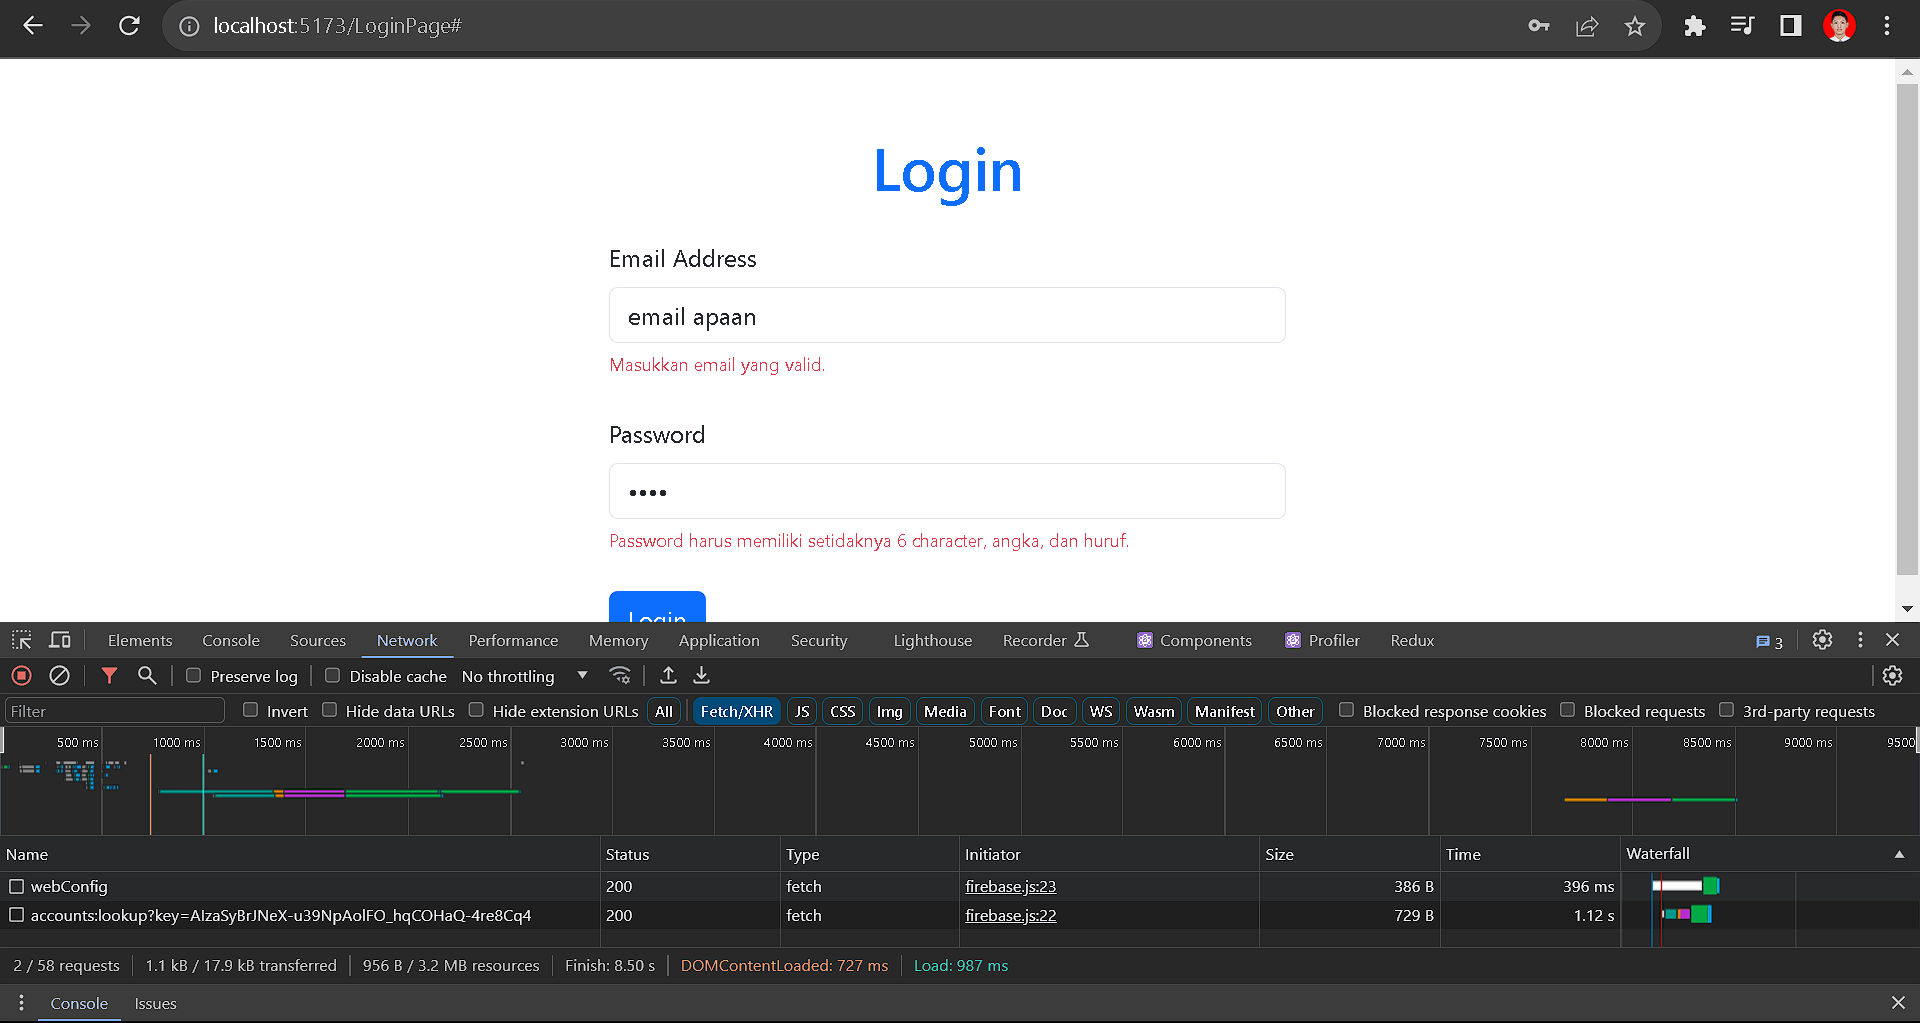 localhost:5173/LoginPage#
Login
Email Address
email apaan
Masukkan email yang valid.
Password
••••
Password harus memiliki setidaknya 6 character, angka, dan huruf.
Login
Elements Console Sources Network Performance Memory Application Security Lighthouse Recorder Components Profiler Redux 3
Preserve log Disable cache No throttling
Filter Invert Hide data URLs Hide extension URLs All Fetch/XHR JS CSS Img Media Font Doc WS Wasm Manifest Other Blocked response cookies Blocked requests 3rd-party requests
500 ms 1000 ms 1500 ms 2000 ms 2500 ms 3000 ms 3500 ms 4000 ms 4500 ms 5000 ms 5500 ms 6000 ms 6500 ms 7000 ms 7500 ms 8000 ms 8500 ms 9000 ms 9500
Name Status Type Initiator Size Time Waterfall
webConfig 200 fetch firebase.js:23 386 B 396 ms
accounts:lookup?key=AIzaSyBrJNeX-u39NpAolFO_hqCOHaQ-4re8Cq4 200 fetch firebase.js:22 729 B 1.12 s
2 / 58 requests 1.1 kB / 17.9 kB transferred 956 B / 3.2 MB resources Finish: 8.50 s DOMContentLoaded: 727 ms Load: 987 ms
Console Issues